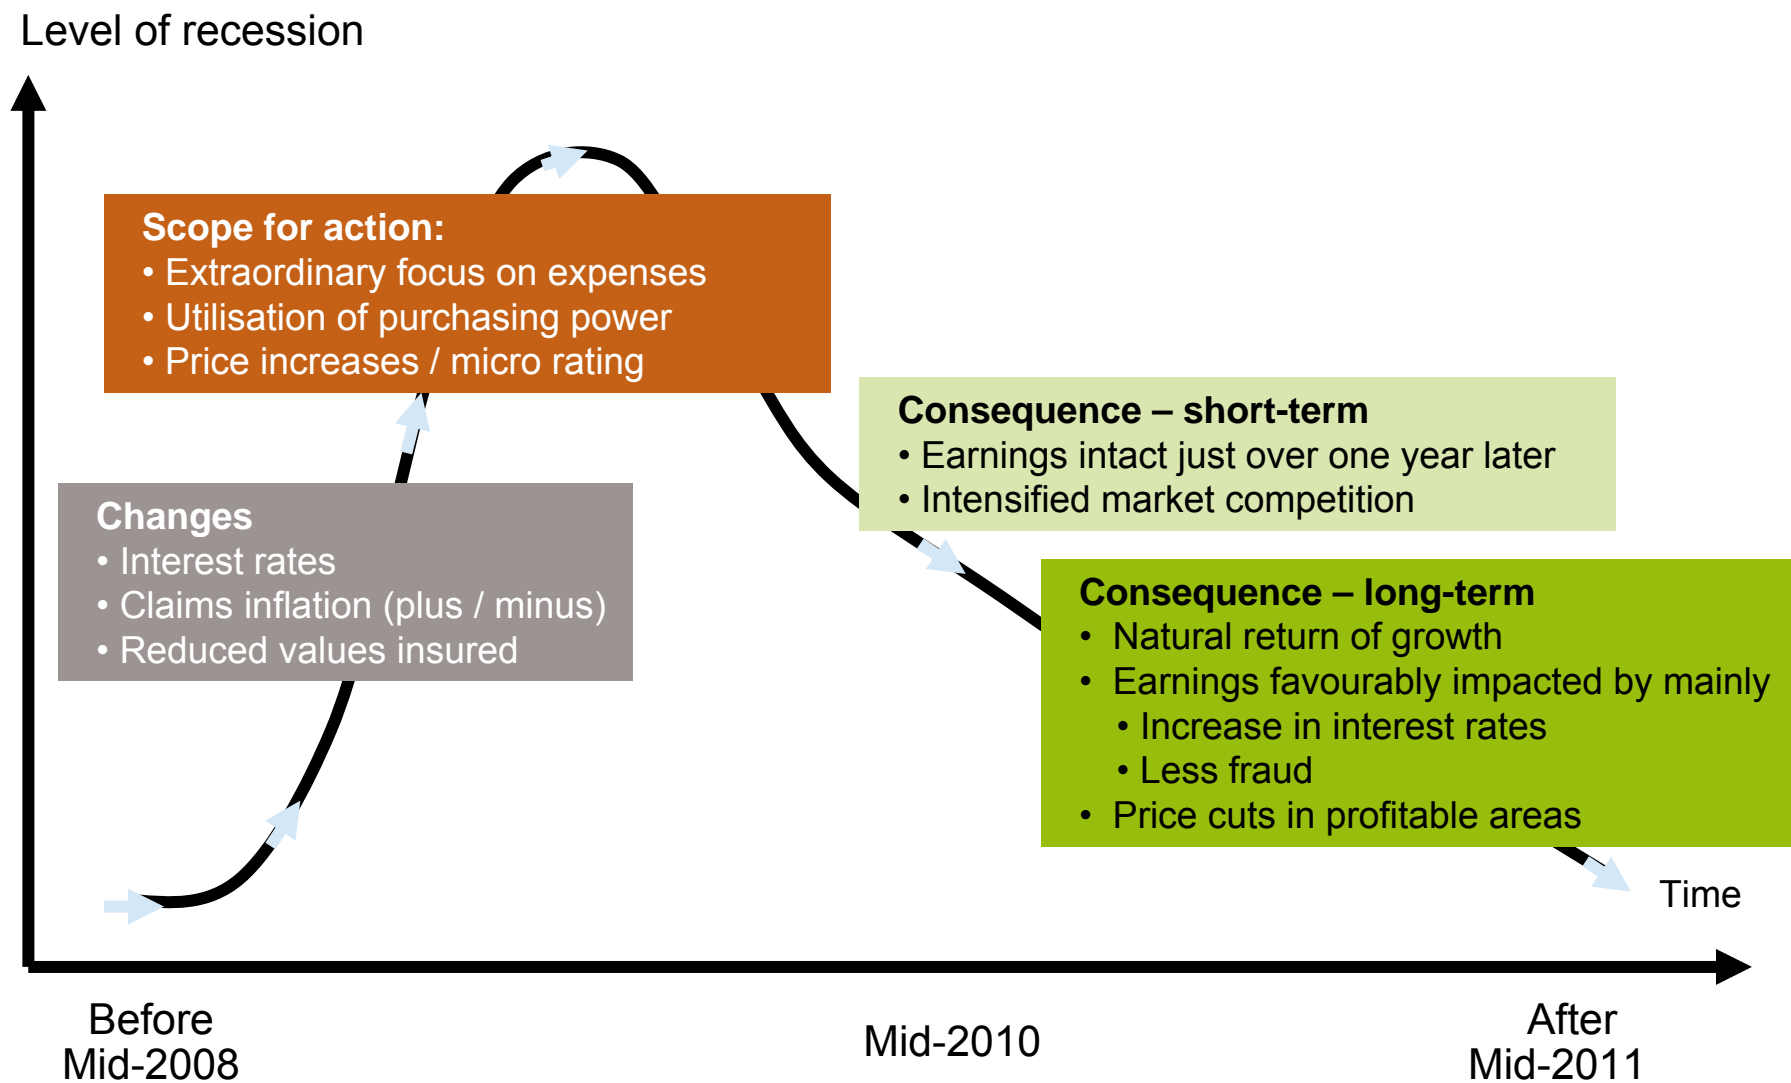 Level of recession
Scope for action:
• Extraordinary focus on expenses
• Utilisation of purchasing power
• Price increases / micro rating
Consequence – short-term
• Earnings intact just over one year later
• Intensified market competition
Changes
• Interest rates
• Claims inflation (plus / minus)
• Reduced values insured
Consequence – long-term
• Natural return of growth
• Earnings favourably impacted by mainly
• Increase in interest rates
• Less fraud
• Price cuts in profitable areas
Time
Before
Mid-2008
Mid-2010
After
Mid-2011